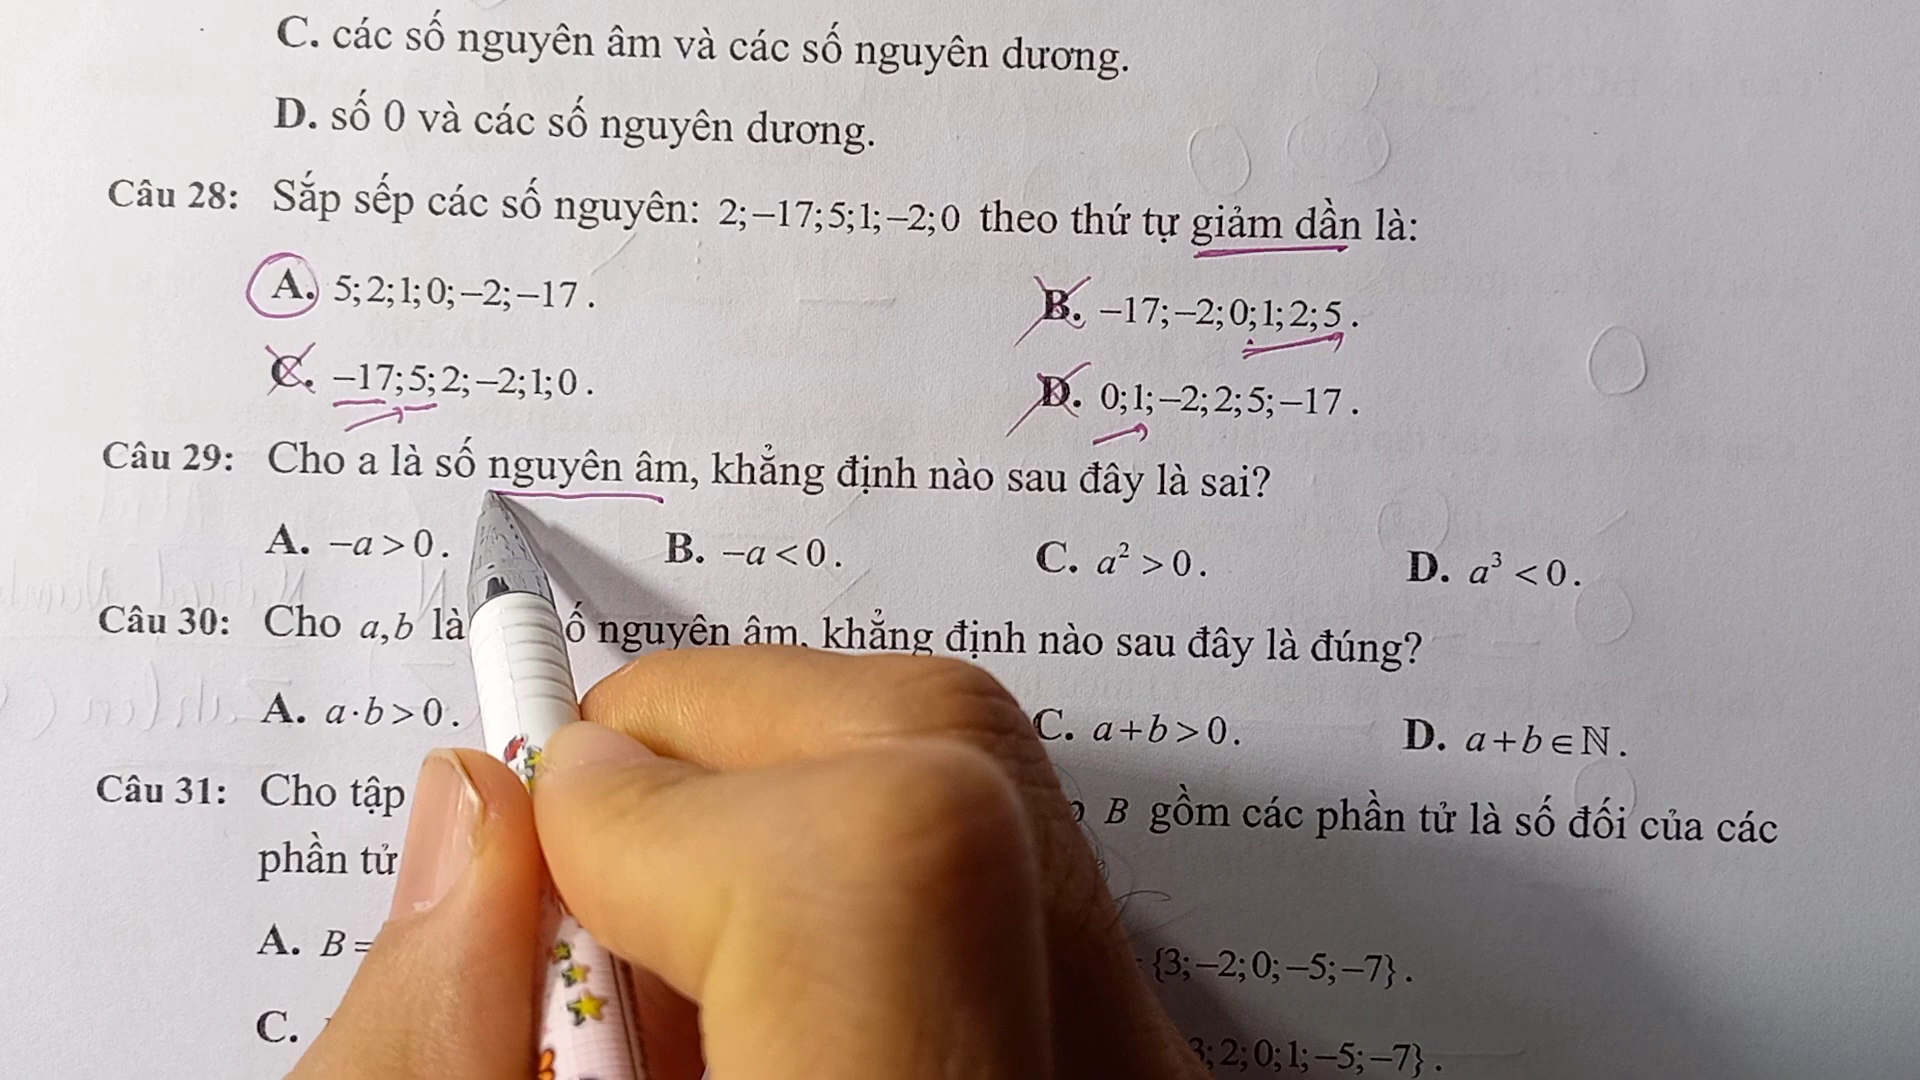 C. các số nguyên âm và các số nguyên dương.
D. số 0 và các số nguyên dương.
Câu 28: Sắp sếp các số nguyên: 2;−17;5;1;−2;0 theo thứ tự giảm dần là:
A. 5;2;1;0;−2;−17. B. −17;−2;0;1;2;5.
C. −17;5;2;−2;1;0. D. 0;1;−2;2;5;−17.
Câu 29: Cho a là số nguyên âm, khẳng định nào sau đây là sai?
A. −a>0. B. −a<0. C. a²>0. D. a³<0.
Câu 30: Cho a,b là nguyên âm, khẳng định nào sau đây là đúng?
A. a·b>0. C. a+b>0. D. a+b∈ℕ.
Câu 31: Cho tập B gồm các phần tử là số đối của các
phần tử
A. B= {3;−2;0;−5;−7}.
C. ;2;0;1;−5;−7}.